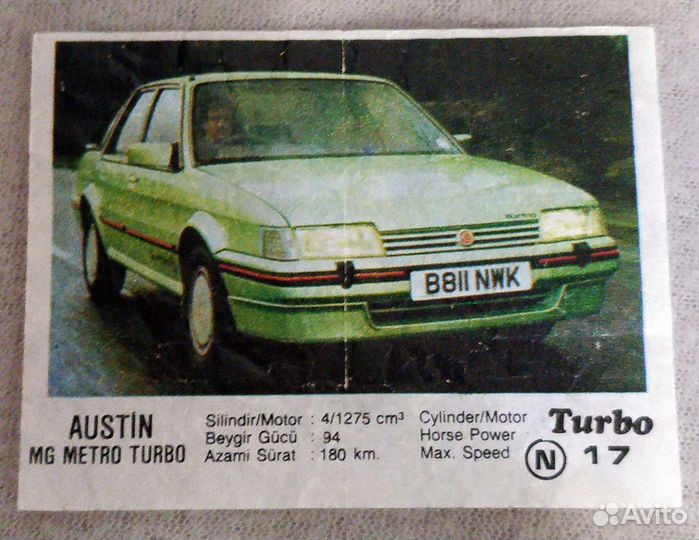 B811 NWK
AUSTİN
MG METRO TURBO
Silindir/Motor : 4/1275 cm³ Cylinder/Motor
Beygir Gücü : 94 Horse Power
Azami Sürat : 180 km. Max. Speed
Turbo
N 17
Avito